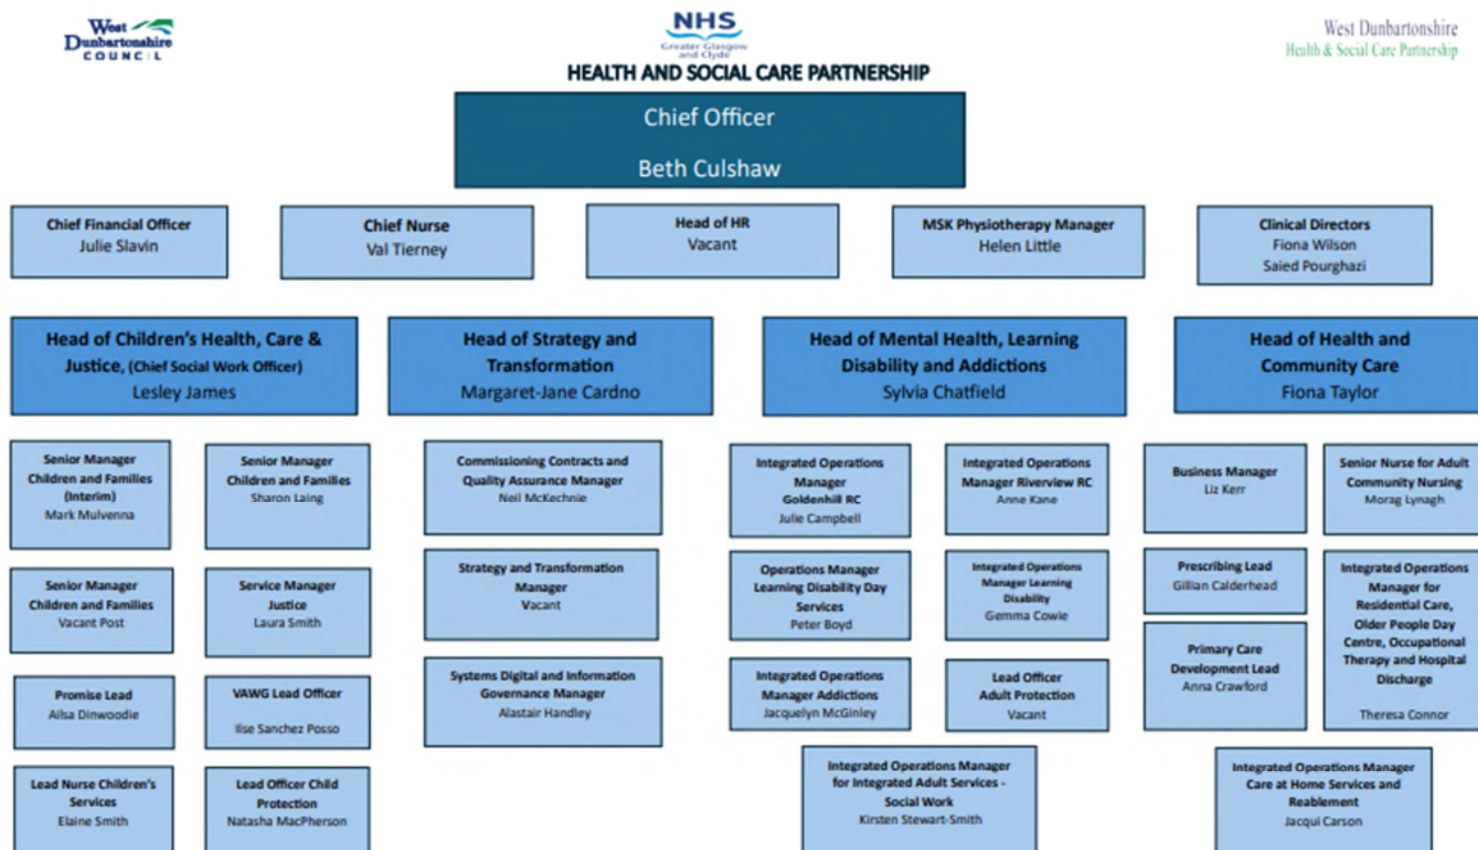 West
Dunbartonshire
COUNCIL
NHS
Greater Glasgow
and Clyde
West Dunbartonshire
Health & Social Care Partnership
HEALTH AND SOCIAL CARE PARTNERSHIP
Chief Officer
Beth Culshaw
Chief Financial Officer
Julie Slavin
Chief Nurse
Val Tierney
Head of HR
Vacant
MSK Physiotherapy Manager
Helen Little
Clinical Directors
Fiona Wilson
Saied Pourghazi
Head of Children's Health, Care &
Justice, (Chief Social Work Officer)
Lesley James
Head of Strategy and
Transformation
Margaret-Jane Cardno
Head of Mental Health, Learning
Disability and Addictions
Sylvia Chatfield
Head of Health and
Community Care
Fiona Taylor
Senior Manager
Children and Families
(Interim)
Mark Mulvenna
Senior Manager
Children and Families
Sharon Laing
Senior Manager
Children and Families
Vacant Post
Service Manager
Justice
Laura Smith
Promise Lead
Ailsa Dinwoodie
VAWG Lead Officer
Ilse Sanchez Posso
Lead Nurse Children's
Services
Elaine Smith
Lead Officer Child
Protection
Natasha MacPherson
Commissioning Contracts and
Quality Assurance Manager
Neil McKechnie
Strategy and Transformation
Manager
Vacant
Systems Digital and Information
Governance Manager
Alastair Handley
Integrated Operations
Manager
Goldenhill RC
Julie Campbell
Integrated Operations
Manager Riverview RC
Anne Kane
Operations Manager
Learning Disability Day
Services
Peter Boyd
Integrated Operations
Manager Learning
Disability
Gemma Cowie
Integrated Operations
Manager Addictions
Jacquelyn McGinley
Lead Officer
Adult Protection
Vacant
Integrated Operations Manager
for Integrated Adult Services -
Social Work
Kirsten Stewart-Smith
Business Manager
Liz Kerr
Senior Nurse for Adult
Community Nursing
Morag Lynagh
Prescribing Lead
Gillian Calderhead
Primary Care
Development Lead
Anna Crawford
Integrated Operations
Manager for
Residential Care,
Older People Day
Centre, Occupational
Therapy and Hospital
Discharge
Theresa Connor
Integrated Operations Manager
Care at Home Services and
Reablement
Jacqui Carson